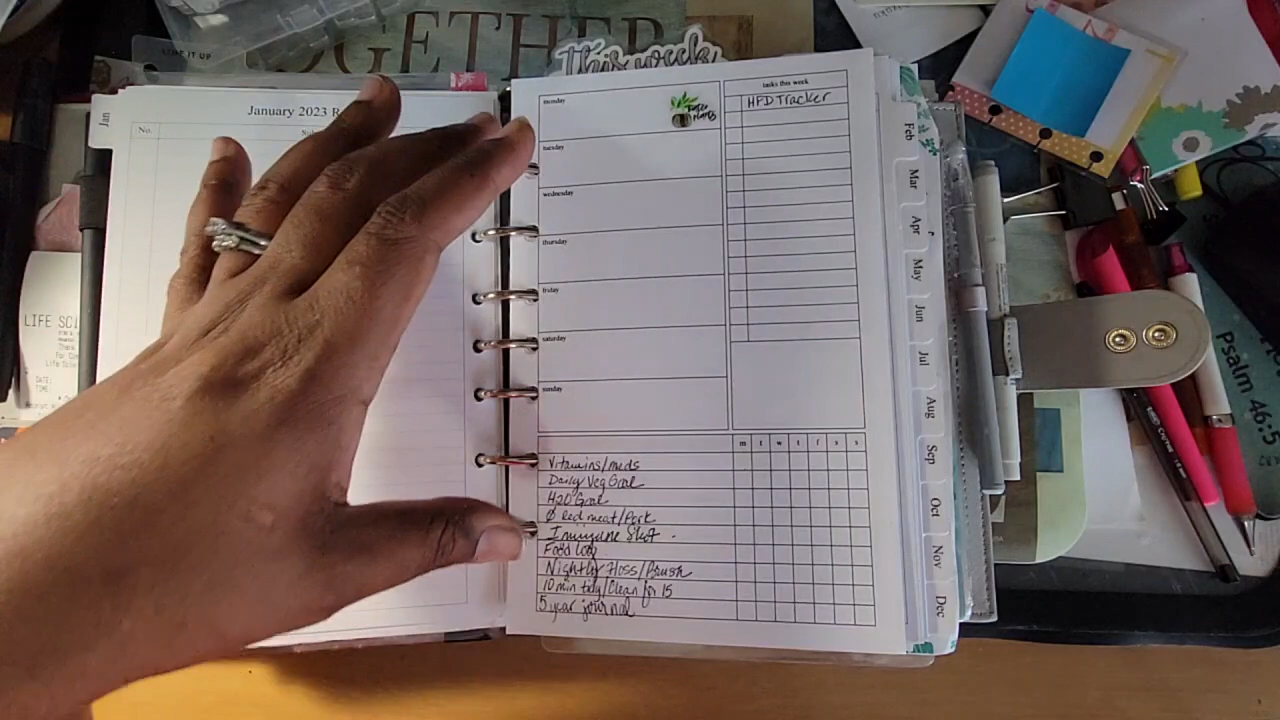 GETHER
This week
LIFE SCI
DATE:
TIME:
Jan
January 2023 R
No.
monday
tuesday
wednesday
thursday
friday
saturday
sunday
tasks this week
HPD Tracker
m t w t f s s
Vitamins/meds
Daily Veg Goal
H2O Goal
Ø Red meat/Pork
Immune Shot
Food Log
Nightly Floss/Brush
10 min tidy/Clean for 15
5 year journal
Feb
Mar
Apr
May
Jun
Jul
Aug
Sep
Oct
Nov
Dec
Psalm 46:5